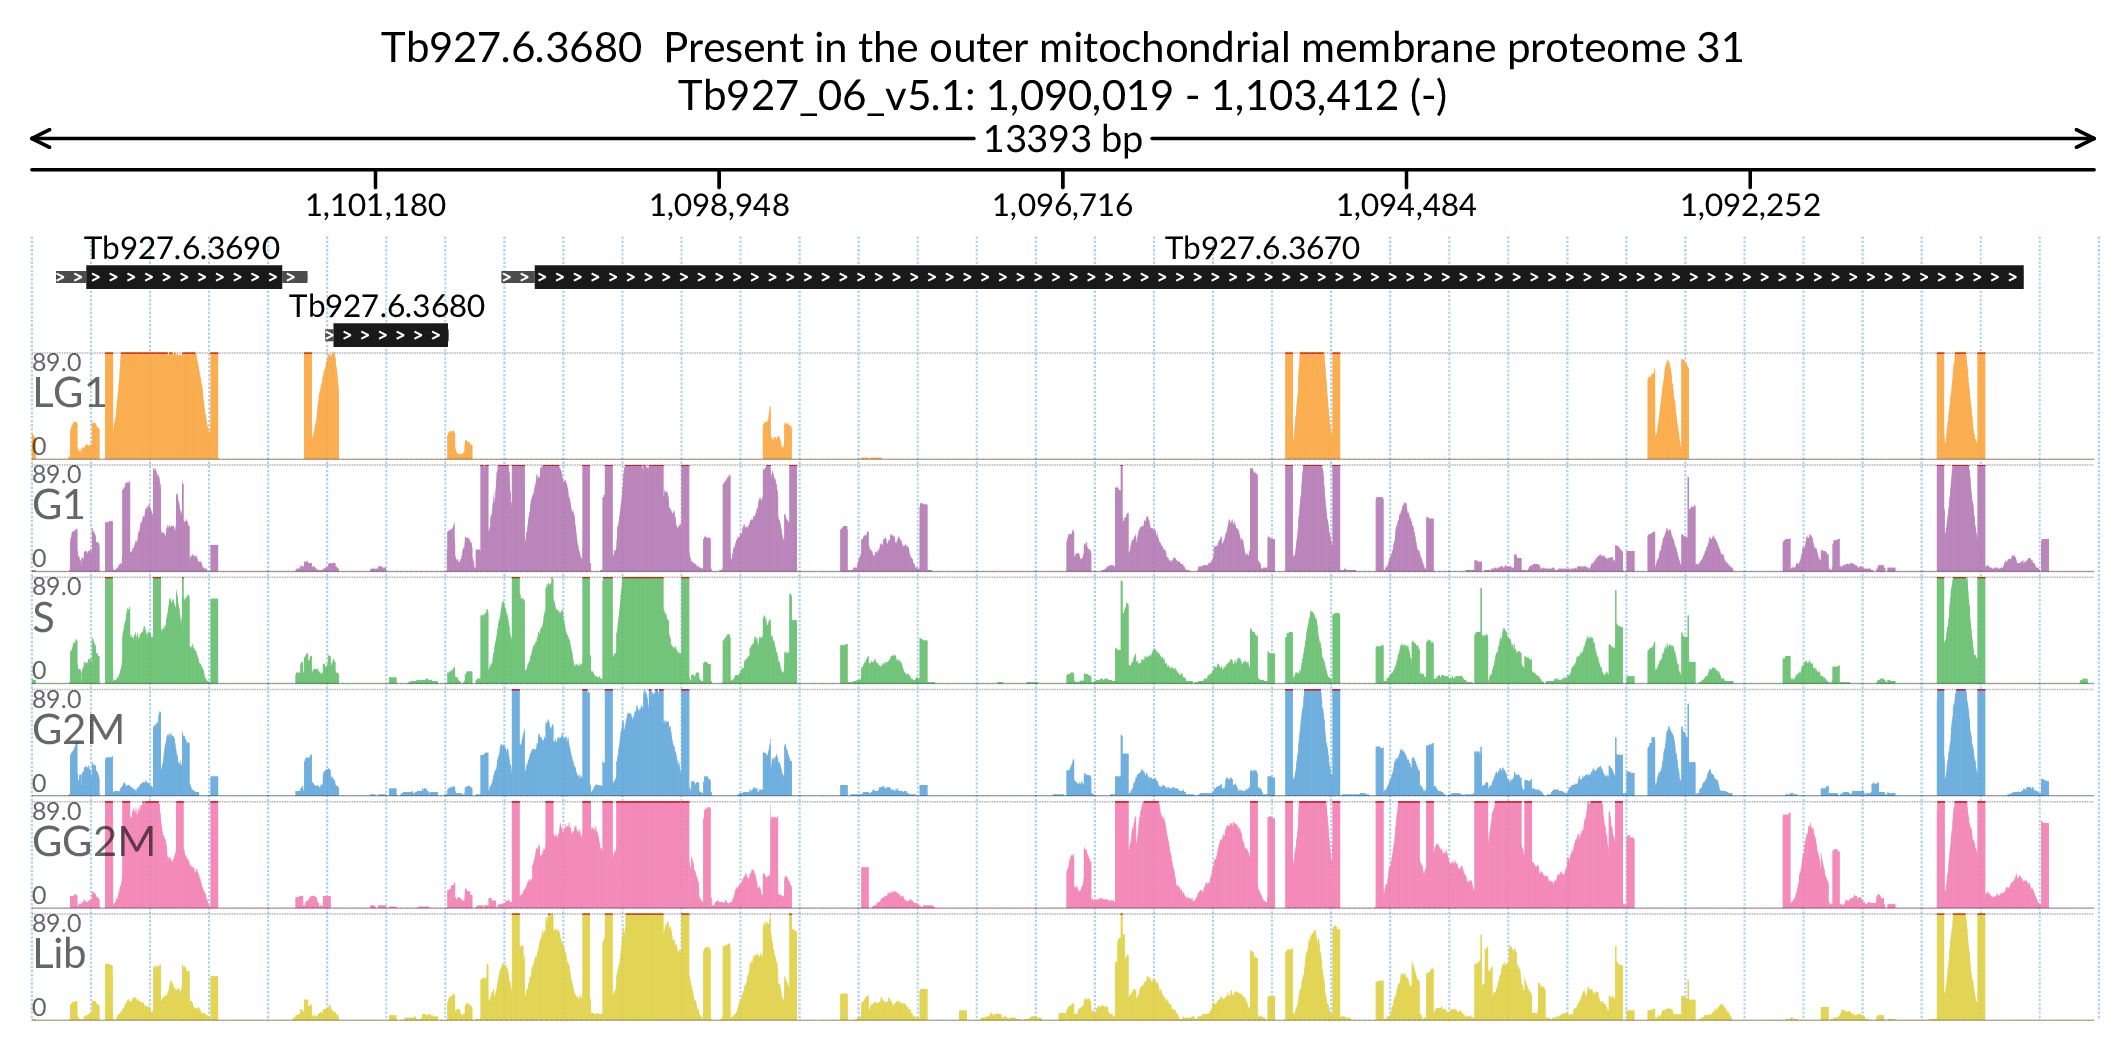 Tb927.6.3680  Present in the outer mitochondrial membrane proteome 31
Tb927_06_v5.1: 1,090,019 - 1,103,412 (-)
13393 bp
1,101,180 1,098,948 1,096,716 1,094,484 1,092,252
Tb927.6.3690 Tb927.6.3670
Tb927.6.3680
89.0
LG1
0
89.0
G1
0
89.0
S
0
89.0
G2M
0
89.0
GG2M
0
89.0
Lib
0